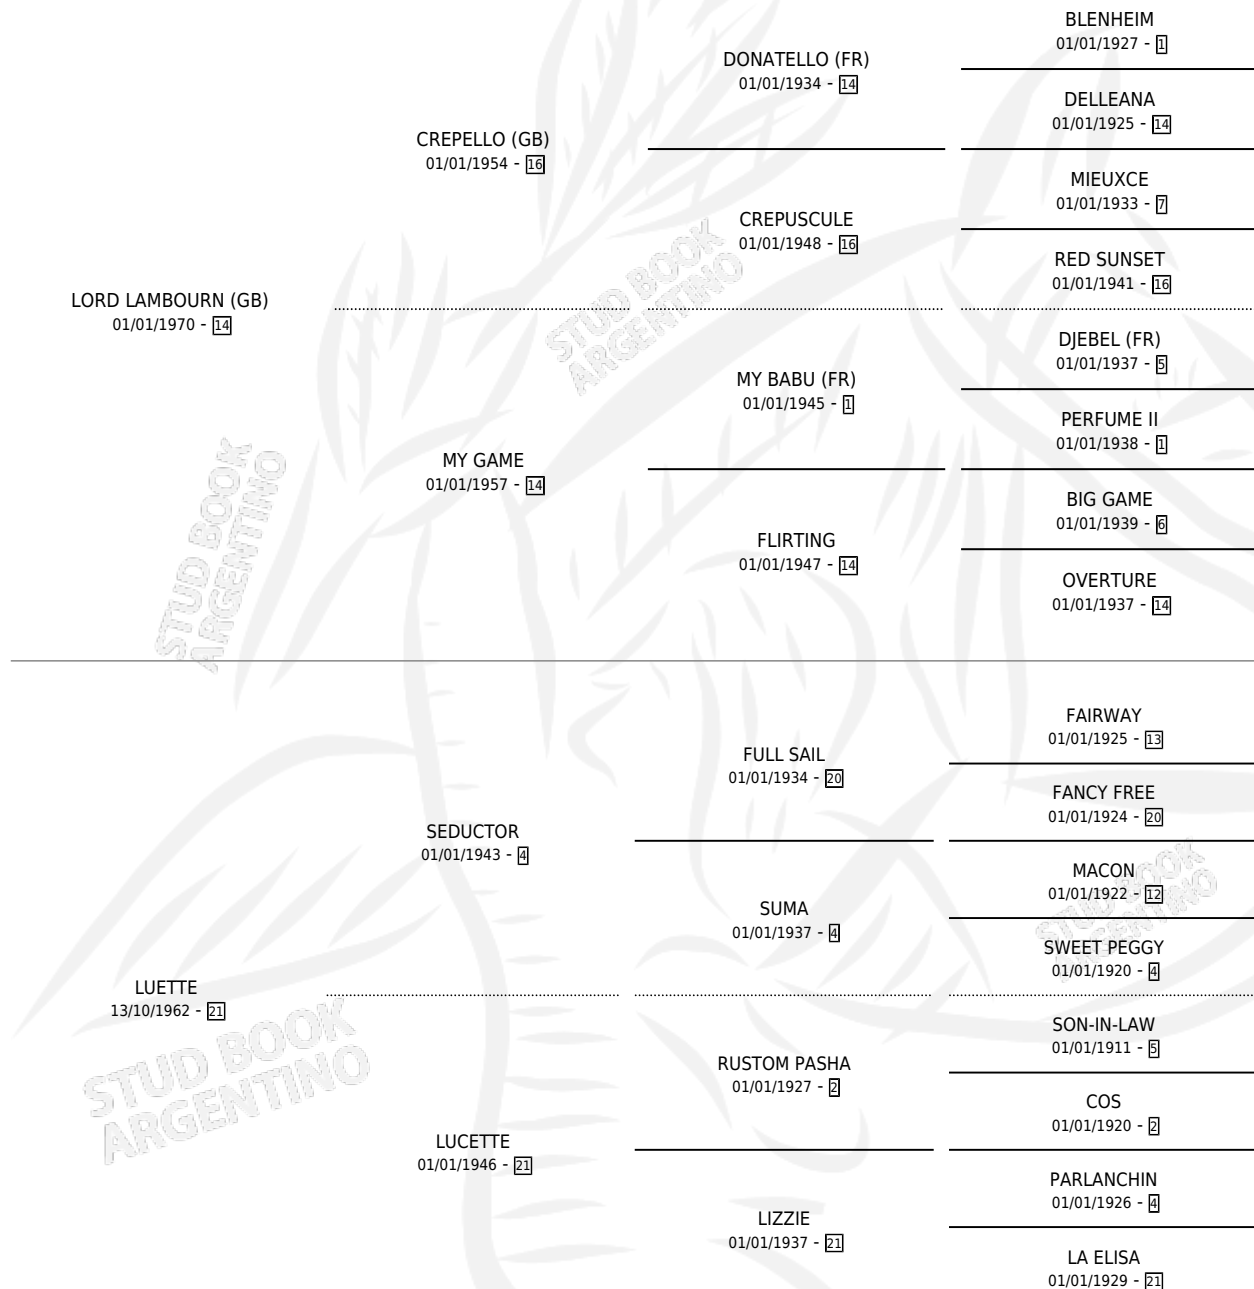 BLENHEIM
01/01/1927 - 1
DONATELLO (FR)
01/01/1934 - 14
DELLEANA
01/01/1925 - 14
CREPELLO (GB)
01/01/1954 - 16
MIEUXCE
01/01/1933 - 7
CREPUSCULE
01/01/1948 - 16
RED SUNSET
01/01/1941 - 16
LORD LAMBOURN (GB)
01/01/1970 - 14
STUD BOOK
ARGENTINO
DJEBEL (FR)
01/01/1937 - 5
MY BABU (FR)
01/01/1945 - 1
PERFUME II
01/01/1938 - 1
MY GAME
01/01/1957 - 14
BIG GAME
01/01/1939 - 6
FLIRTING
01/01/1947 - 14
OVERTURE
01/01/1937 - 14
STUD BOOK
ARGENTINO
FAIRWAY
01/01/1925 - 13
FULL SAIL
01/01/1934 - 20
FANCY FREE
01/01/1924 - 20
SEDUCTOR
01/01/1943 - 4
MACON
01/01/1922 - 12
SUMA
01/01/1937 - 4
STUD BOOK
ARGENTINO
SWEET PEGGY
01/01/1920 - 4
LUETTE
13/10/1962 - 21
STUD BOOK
ARGENTINO
SON-IN-LAW
01/01/1911 - 5
RUSTOM PASHA
01/01/1927 - 2
COS
01/01/1920 - 2
LUCETTE
01/01/1946 - 21
PARLANCHIN
01/01/1926 - 4
LIZZIE
01/01/1937 - 21
LA ELISA
01/01/1929 - 21